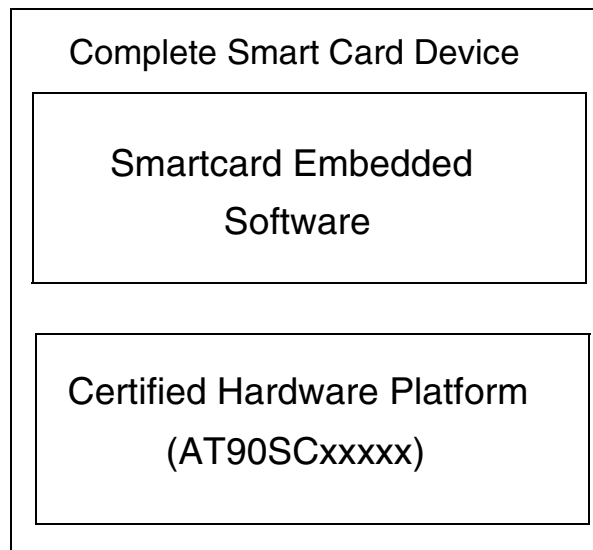 Complete Smart Card Device
Smartcard Embedded
Software
Certified Hardware Platform
(AT90SCxxxxx)